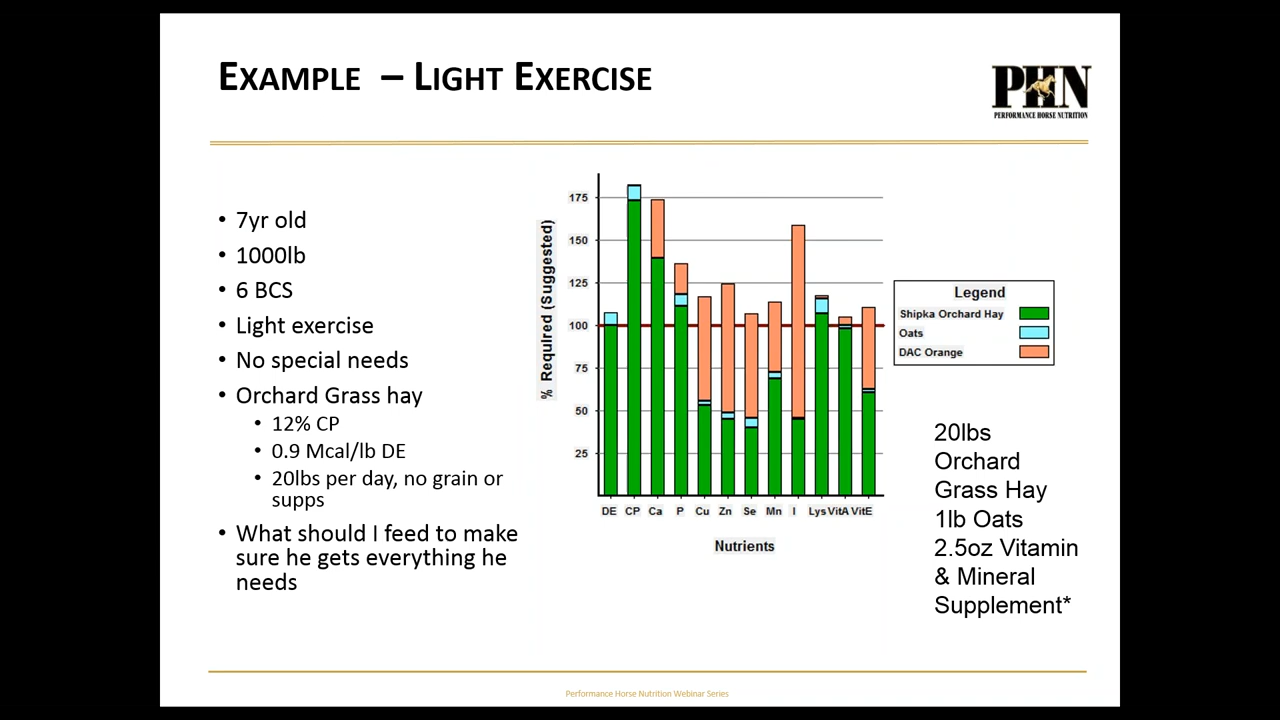 EXAMPLE – LIGHT EXERCISE
PHN
PERFORMANCE HORSE NUTRITION
• 7yr old
• 1000lb
• 6 BCS
• Light exercise
• No special needs
• Orchard Grass hay
• 12% CP
• 0.9 Mcal/lb DE
• 20lbs per day, no grain or
supps
• What should I feed to make
sure he gets everything he
needs
% Required (Suggested)
175
150
125
100
75
50
25
DE CP Ca P Cu Zn Se Mn I Lys VitA VitE
Nutrients
Legend
Shipka Orchard Hay
Oats
DAC Orange
20lbs
Orchard
Grass Hay
1lb Oats
2.5oz Vitamin
& Mineral
Supplement*
Performance Horse Nutrition Webinar Series